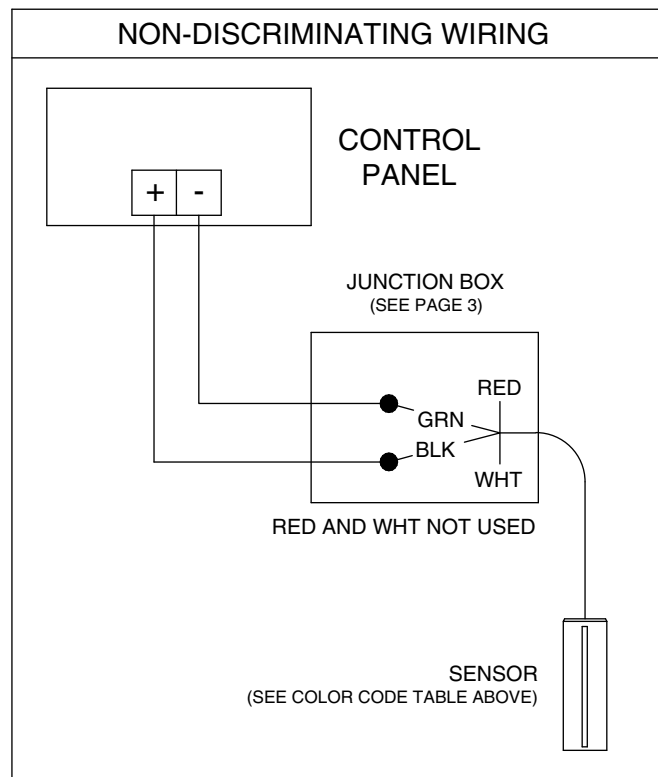 NON-DISCRIMINATING WIRING
CONTROL
PANEL
+ -
JUNCTION BOX
(SEE PAGE 3)
RED
GRN
BLK
WHT
RED AND WHT NOT USED
SENSOR
(SEE COLOR CODE TABLE ABOVE)